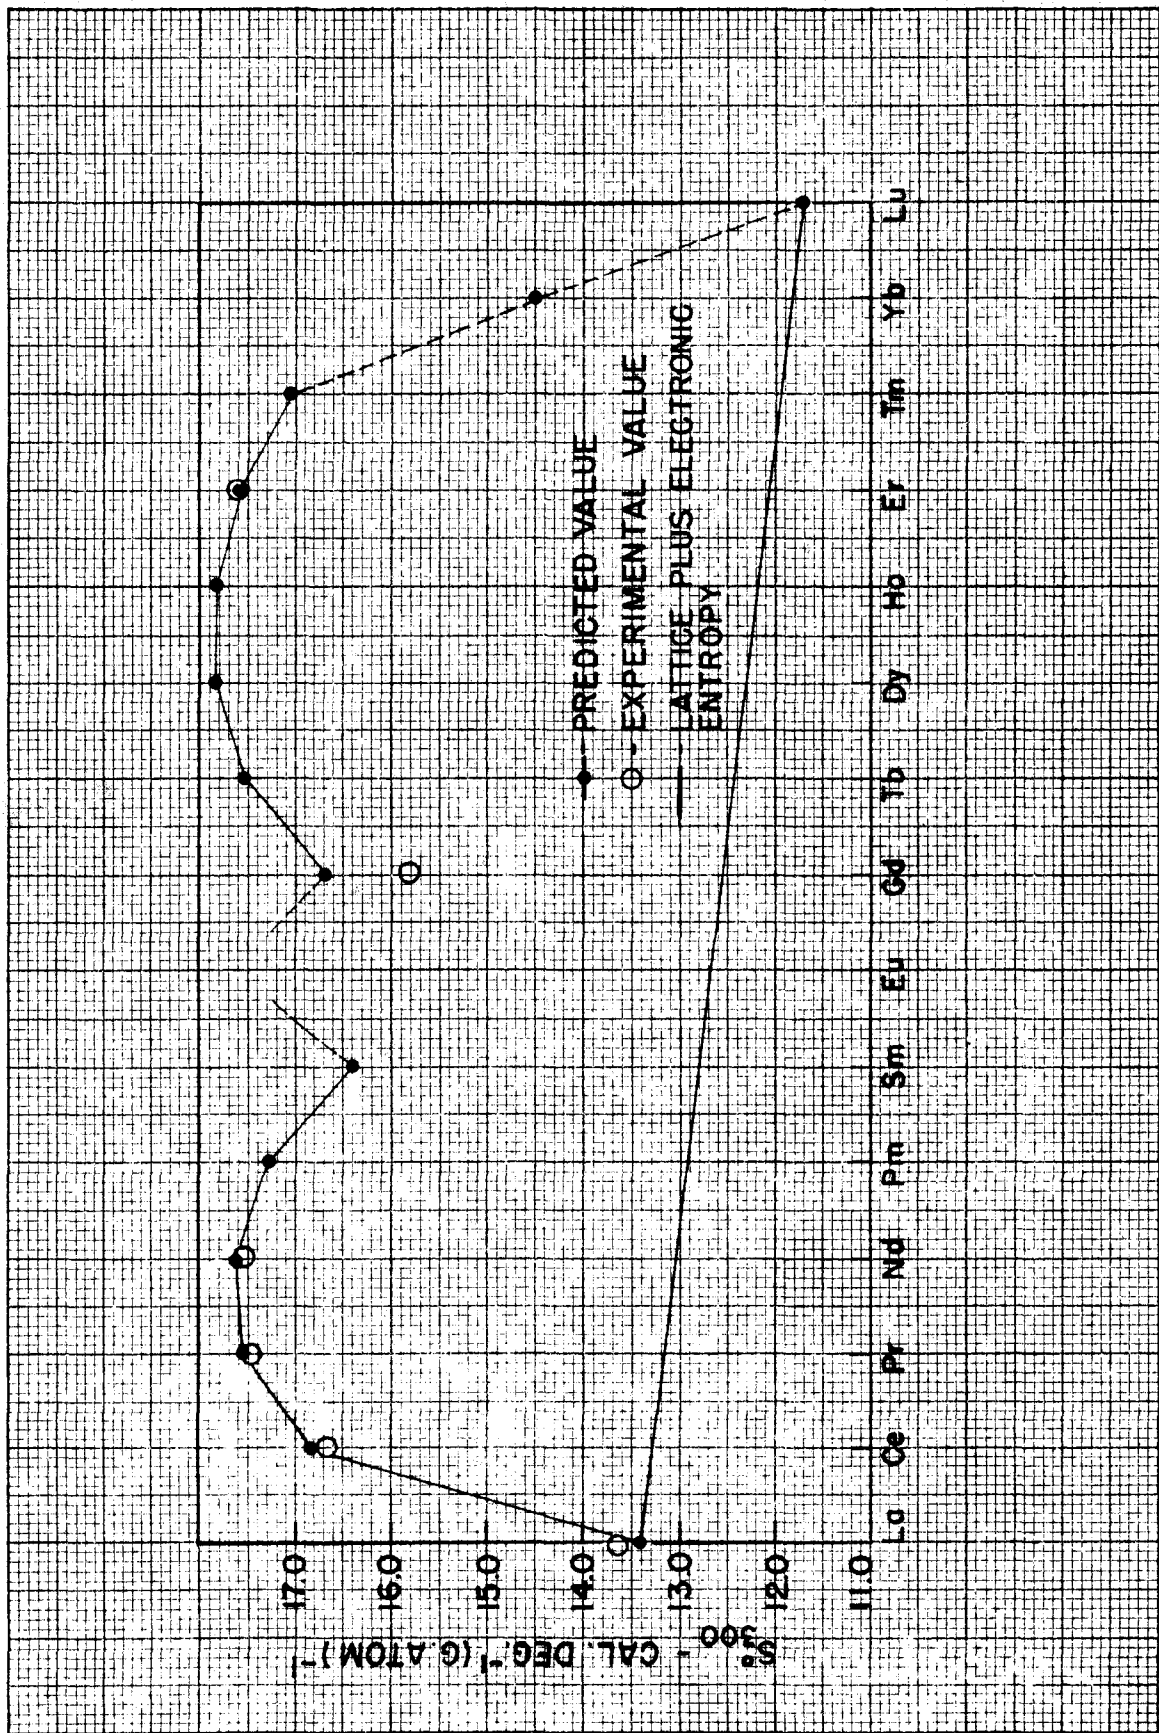 S°300 - CAL. DEG.⁻¹ (G. ATOM)⁻¹
17.0
16.0
15.0
14.0
13.0
12.0
11.0
PREDICTED VALUE
O - EXPERIMENTAL VALUE
LATTICE PLUS ELECTRONIC
ENTROPY
La Ce Pr Nd Pm Sm Eu Gd Tb Dy Ho Er Tm Yb Lu